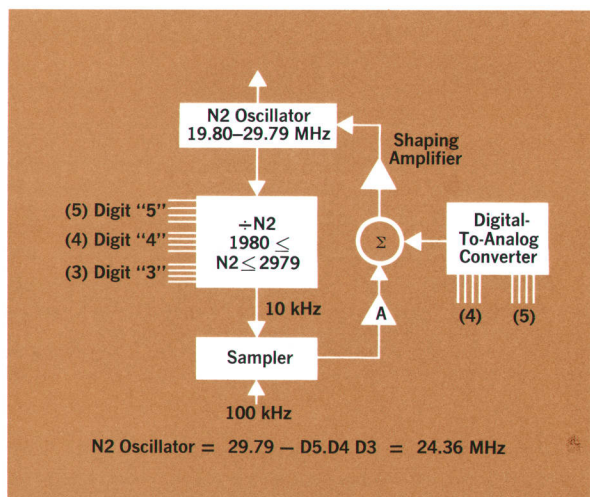 N2 Oscillator
19.80–29.79 MHz
Shaping
Amplifier
(5) Digit "5"
(4) Digit "4"
(3) Digit "3"
÷N2
1980 ≤
N2 ≤ 2979
Σ
Digital-
To-Analog
Converter
(4) (5)
10 kHz
A
Sampler
100 kHz
N2 Oscillator = 29.79 – D5.D4 D3 = 24.36 MHz